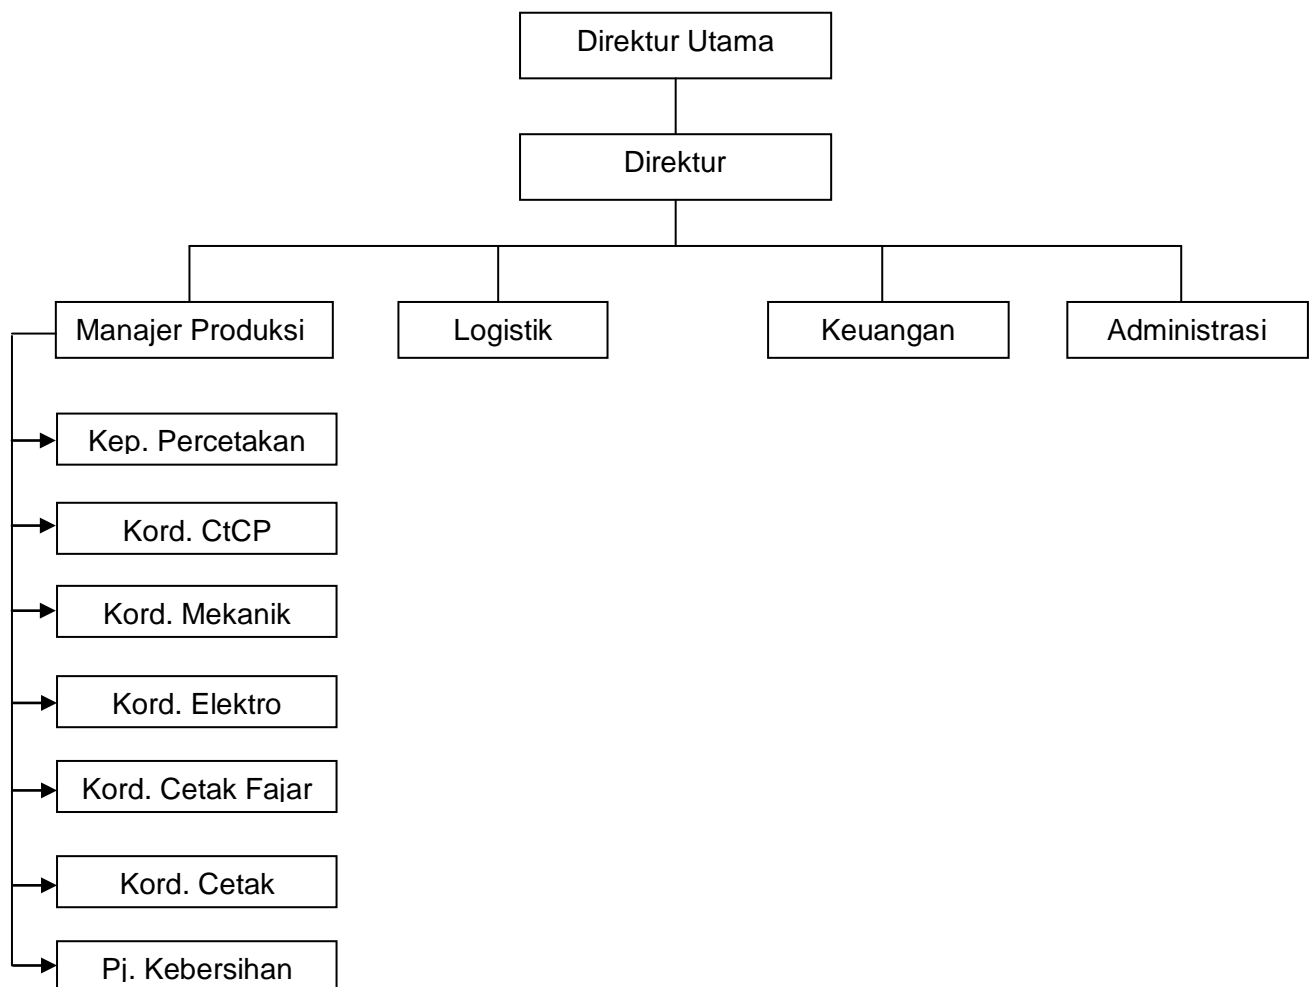 Direktur Utama
Direktur
Manajer Produksi
Logistik
Keuangan
Administrasi
Kep. Percetakan
Kord. CtCP
Kord. Mekanik
Kord. Elektro
Kord. Cetak Fajar
Kord. Cetak
Pj. Kebersihan